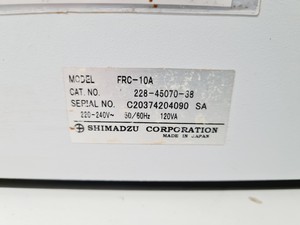 MODEL FRC-10A
CAT. NO. 228-45070-38
SERIAL NO. C20374204090 SA
220-240V~ 50/60Hz 120VA
SHIMADZU CORPORATION
MADE IN JAPAN